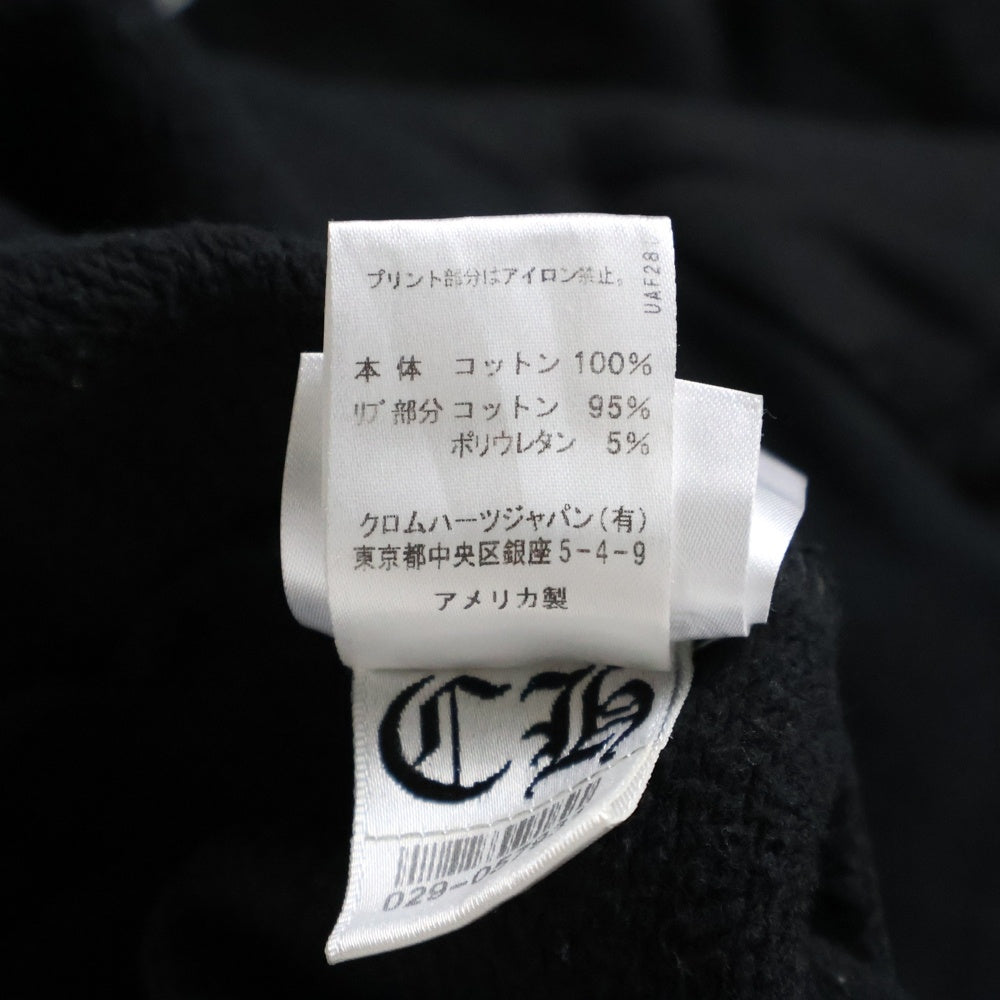 プリント部分はアイロン禁止。
UAF281
本体 コットン 100%
リブ部分 コットン 95%
ポリウレタン 5%
クロムハーツジャパン(有)
東京都中央区銀座5-4-9
アメリカ製
CH